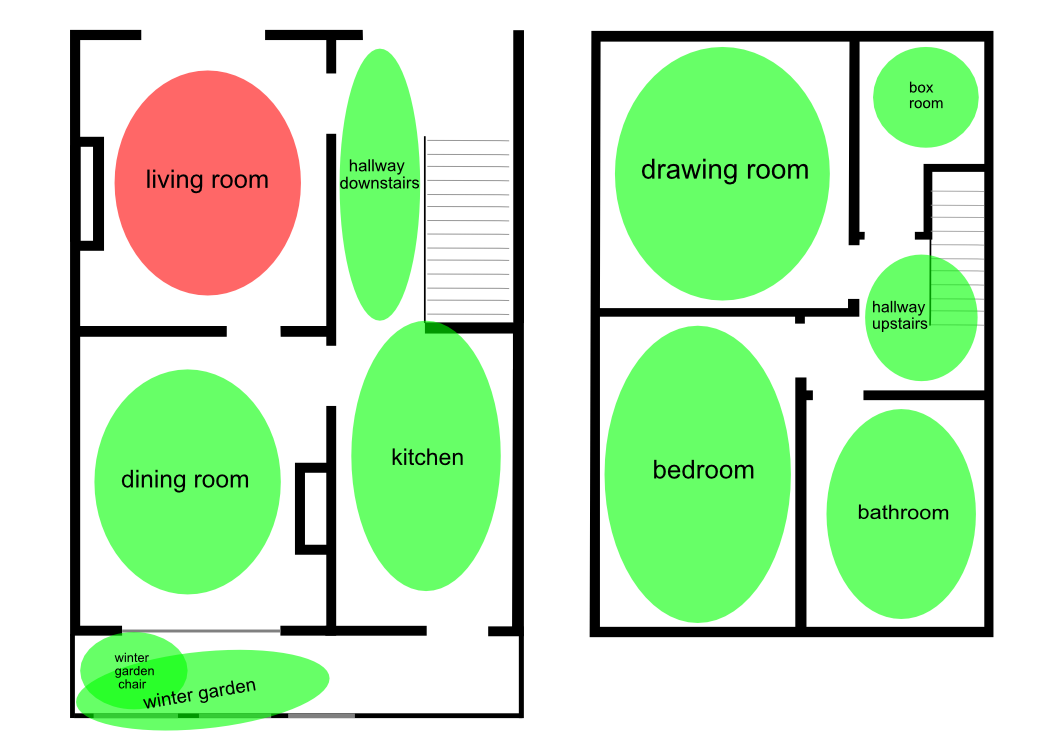 living room
hallway
downstairs
dining room
kitchen
winter
garden
chair
winter garden
drawing room
box
room
hallway
upstairs
bedroom
bathroom